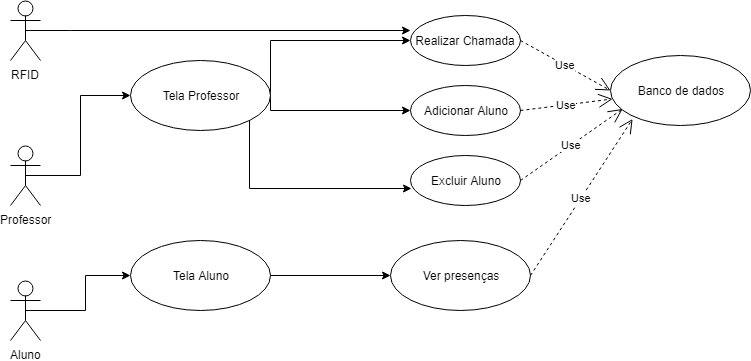 RFID
Realizar Chamada
Tela Professor
Use
Banco de dados
Adicionar Aluno
Use
Use
Excluir Aluno
Professor
Use
Tela Aluno
Ver presenças
Aluno